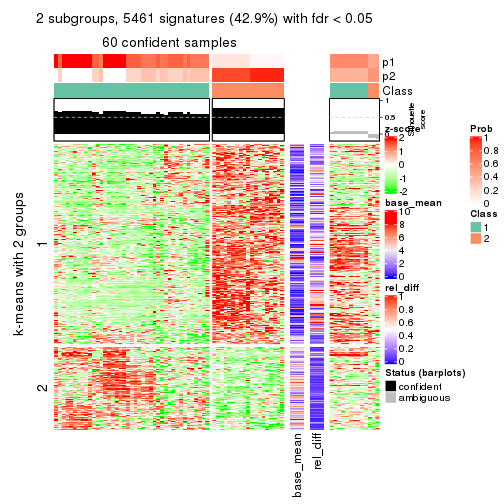 2 subgroups, 5461 signatures (42.9%) with fdr < 0.05
60 confident samples
p1
p2
Class
1
0.5
0
Silhouette
score
k-means with 2 groups
1
2
base_mean
rel_diff
z-score
2
1
0
-1
-2
base_mean
10
8
6
4
2
0
rel_diff
1
0.8
0.6
0.4
0.2
0
Status (barplots)
confident
ambiguous
Prob
1
0.8
0.6
0.4
0.2
0
Class
1
2